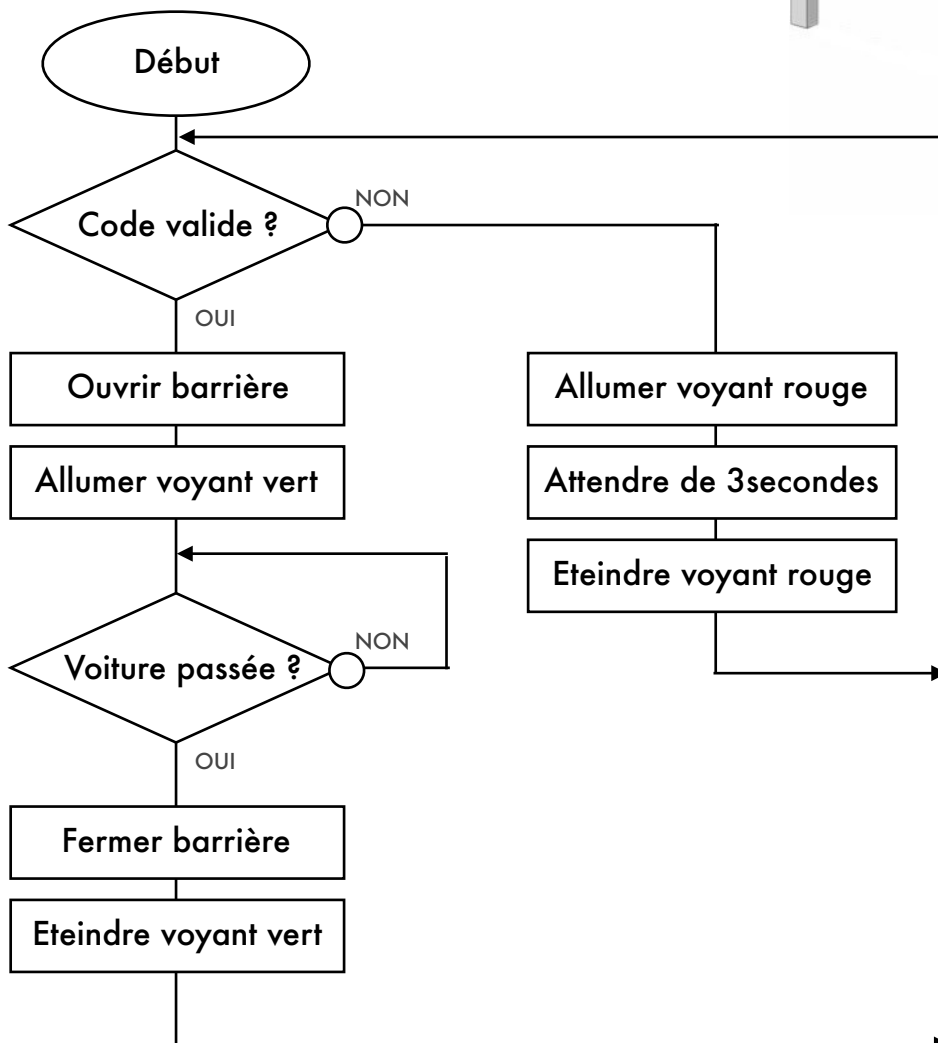 Début
Code valide ?
NON
OUI
Ouvrir barrière
Allumer voyant vert
Voiture passée ?
NON
OUI
Fermer barrière
Eteindre voyant vert
Allumer voyant rouge
Attendre de 3secondes
Eteindre voyant rouge